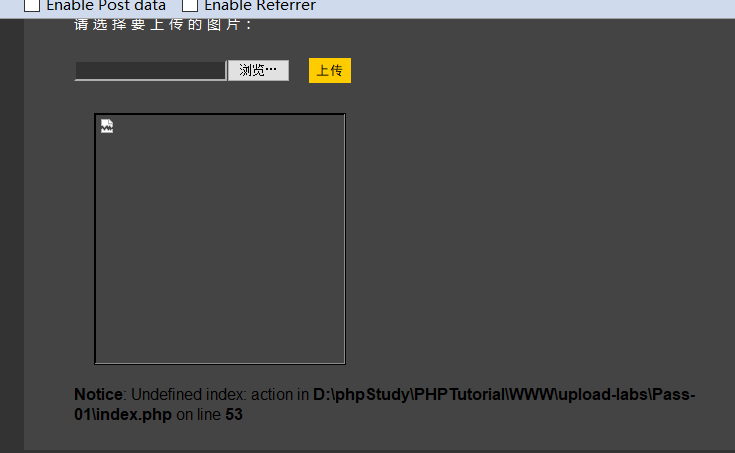 Enable Post data Enable Referrer
请选择要上传的图片：
浏览… 上传
Notice: Undefined index: action in D:\phpStudy\PHPTutorial\WWW\upload-labs\Pass-
01\index.php on line 53